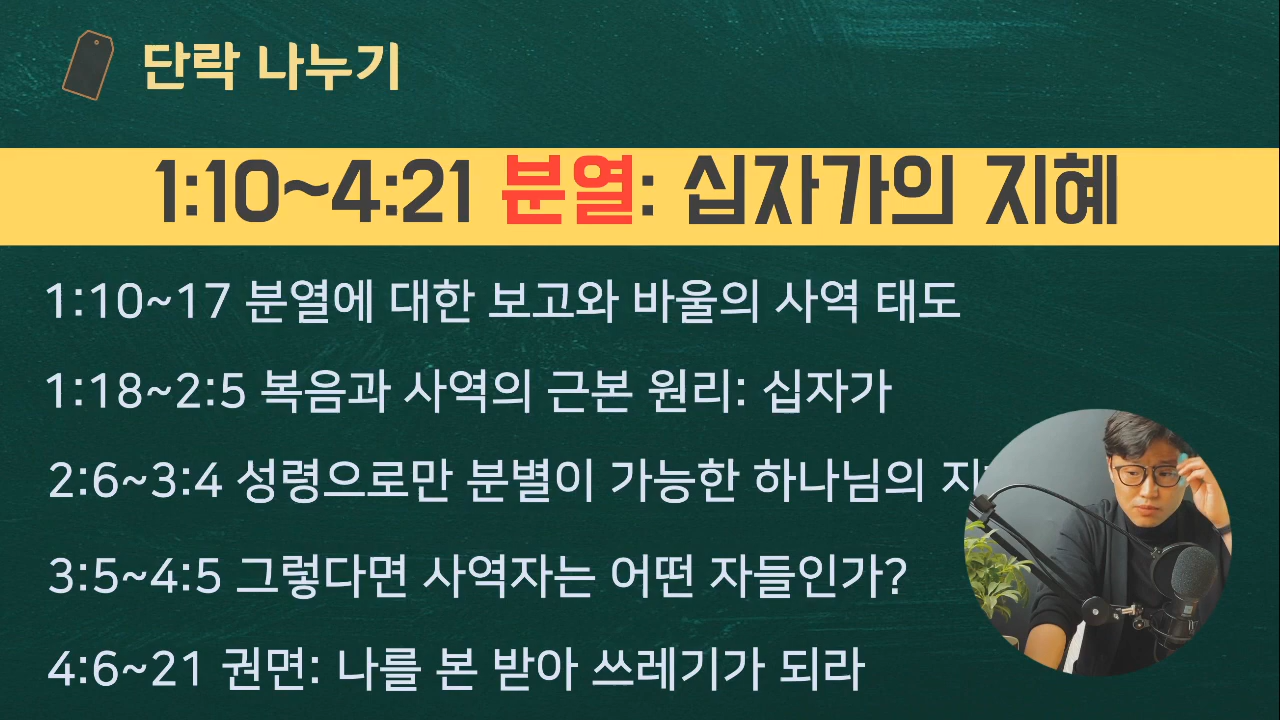 단락 나누기
1:10~4:21 분열: 십자가의 지혜
1:10~17 분열에 대한 보고와 바울의 사역 태도
1:18~2:5 복음과 사역의 근본 원리: 십자가
2:6~3:4 성령으로만 분별이 가능한 하나님의
3:5~4:5 그렇다면 사역자는 어떤 자들인가?
4:6~21 권면: 나를 본 받아 쓰레기가 되라